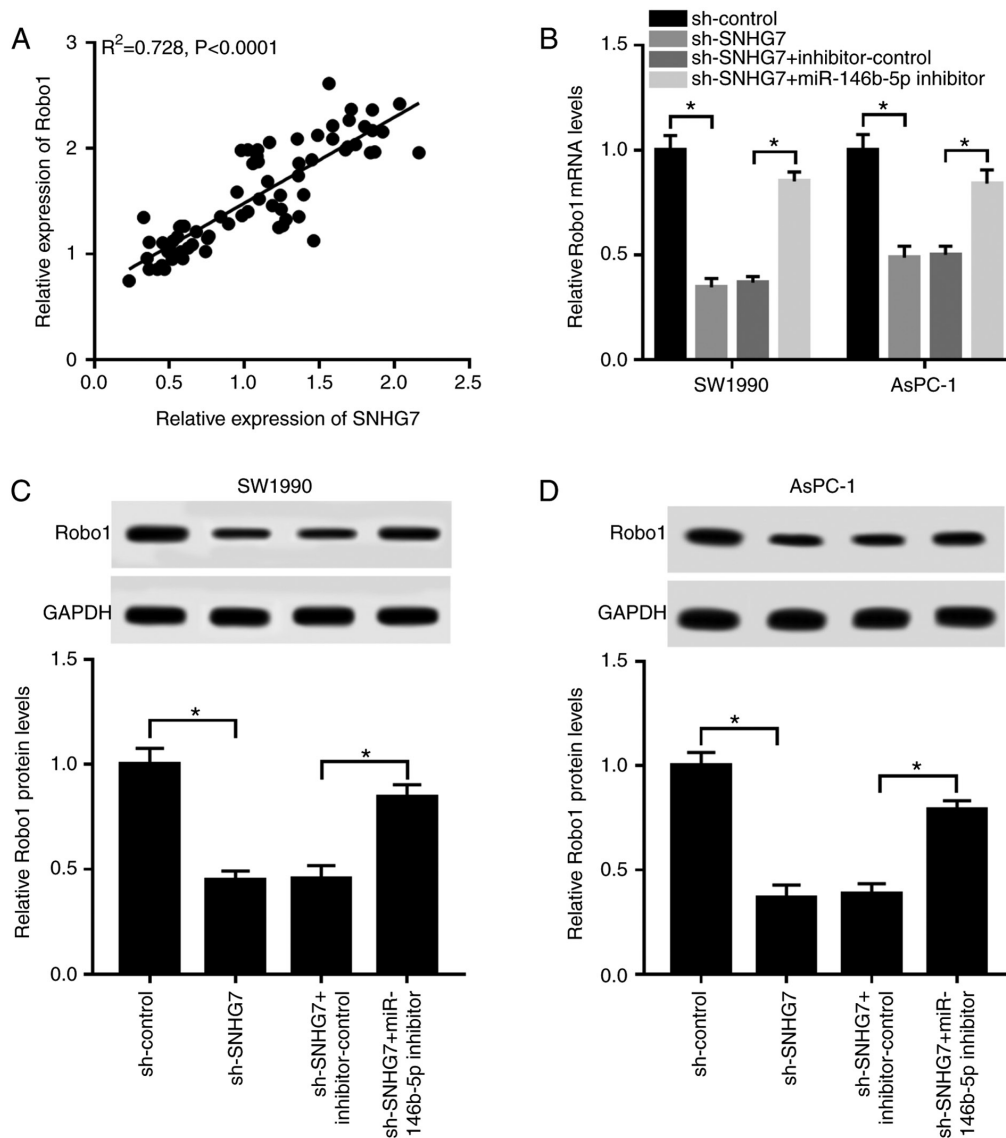 A
R²=0.728, P<0.0001
Relative expression of Robo1
3
2
1
0
0.0 0.5 1.0 1.5 2.0 2.5
Relative expression of SNHG7
B
sh-control
sh-SNHG7
sh-SNHG7+inhibitor-control
sh-SNHG7+miR-146b-5p inhibitor
Relative Robo1 mRNA levels
1.5
1.0
0.5
0.0
* * * *
SW1990 AsPC-1
C
SW1990
Robo1
GAPDH
Relative Robo1 protein levels
1.5
1.0
0.5
0.0
* *
sh-control
sh-SNHG7
sh-SNHG7+
inhibitor-control
sh-SNHG7+miR-
146b-5p inhibitor
D
AsPC-1
Robo1
GAPDH
Relative Robo1 protein levels
1.5
1.0
0.5
0.0
* *
sh-control
sh-SNHG7
sh-SNHG7+
inhibitor-control
sh-SNHG7+miR-
146b-5p inhibitor